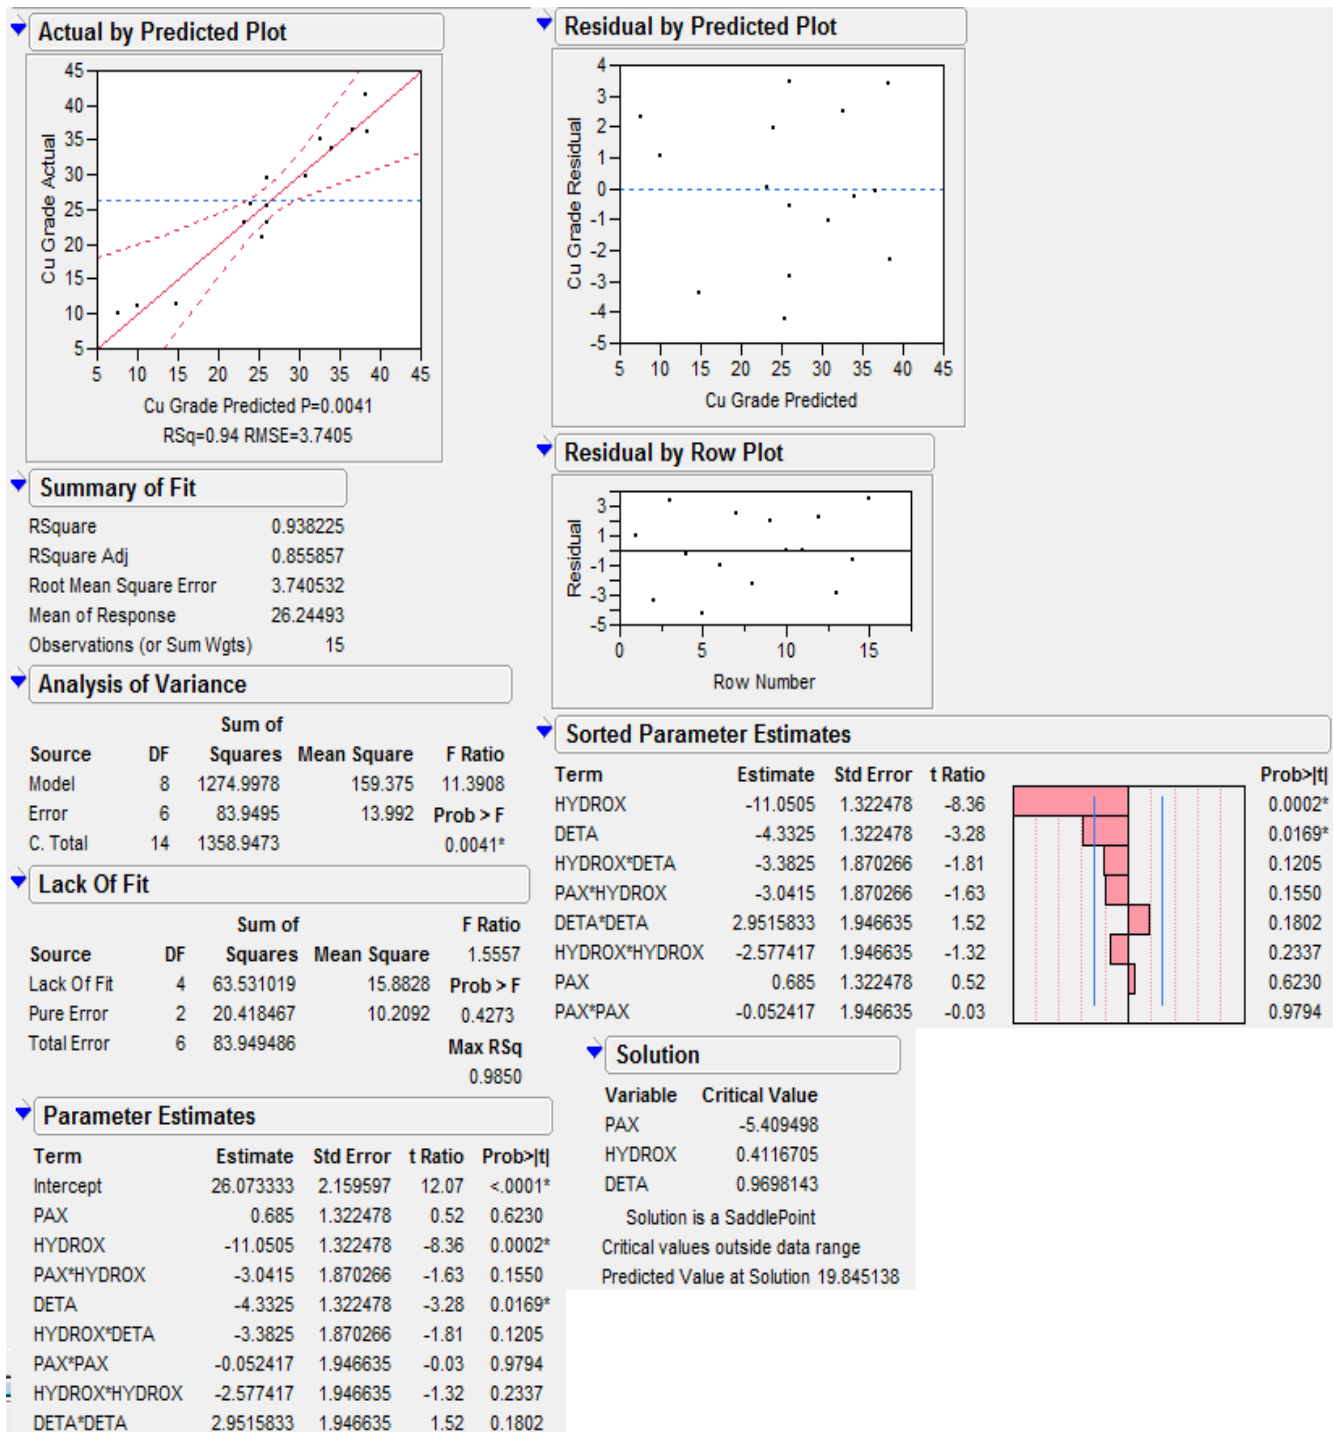 Actual by Predicted Plot
45
40
35
30
25
20
15
10
5
Cu Grade Actual
5 10 15 20 25 30 35 40 45
Cu Grade Predicted P=0.0041
RSq=0.94 RMSE=3.7405
Summary of Fit
RSquare 0.938225
RSquare Adj 0.855857
Root Mean Square Error 3.740532
Mean of Response 26.24493
Observations (or Sum Wgts) 15
Analysis of Variance
Sum of
Source DF Squares Mean Square F Ratio
Model 8 1274.9978 159.375 11.3908
Error 6 83.9495 13.992 Prob > F
C. Total 14 1358.9473 0.0041*
Lack Of Fit
Sum of F Ratio
Source DF Squares Mean Square 1.5557
Lack Of Fit 4 63.531019 15.8828 Prob > F
Pure Error 2 20.418467 10.2092 0.4273
Total Error 6 83.949486 Max RSq
0.9850
Parameter Estimates
Term Estimate Std Error t Ratio Prob>|t|
Intercept 26.073333 2.159597 12.07 <.0001*
PAX 0.685 1.322478 0.52 0.6230
HYDROX -11.0505 1.322478 -8.36 0.0002*
PAX*HYDROX -3.0415 1.870266 -1.63 0.1550
DETA -4.3325 1.322478 -3.28 0.0169*
HYDROX*DETA -3.3825 1.870266 -1.81 0.1205
PAX*PAX -0.052417 1.946635 -0.03 0.9794
HYDROX*HYDROX -2.577417 1.946635 -1.32 0.2337
DETA*DETA 2.9515833 1.946635 1.52 0.1802
Residual by Predicted Plot
4
3
2
1
0
-1
-2
-3
-4
-5
Cu Grade Residual
5 10 15 20 25 30 35 40 45
Cu Grade Predicted
Residual by Row Plot
3
1
-1
-3
-5
Residual
0 5 10 15
Row Number
Sorted Parameter Estimates
Term Estimate Std Error t Ratio Prob>|t|
HYDROX -11.0505 1.322478 -8.36 0.0002*
DETA -4.3325 1.322478 -3.28 0.0169*
HYDROX*DETA -3.3825 1.870266 -1.81 0.1205
PAX*HYDROX -3.0415 1.870266 -1.63 0.1550
DETA*DETA 2.9515833 1.946635 1.52 0.1802
HYDROX*HYDROX -2.577417 1.946635 -1.32 0.2337
PAX 0.685 1.322478 0.52 0.6230
PAX*PAX -0.052417 1.946635 -0.03 0.9794
Solution
Variable Critical Value
PAX -5.409498
HYDROX 0.4116705
DETA 0.9698143
Solution is a SaddlePoint
Critical values outside data range
Predicted Value at Solution 19.845138